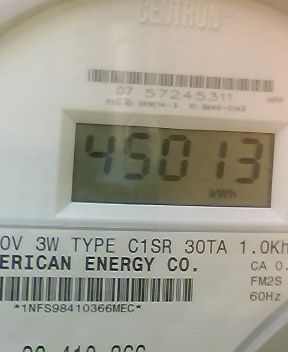 CENTRON
07 57245311
45013
kWh
0V 3W TYPE C1SR 30TA 1.0Kh
ERICAN ENERGY CO.
CA 0.
FM2S
60Hz
*1NFS98410366MEC*